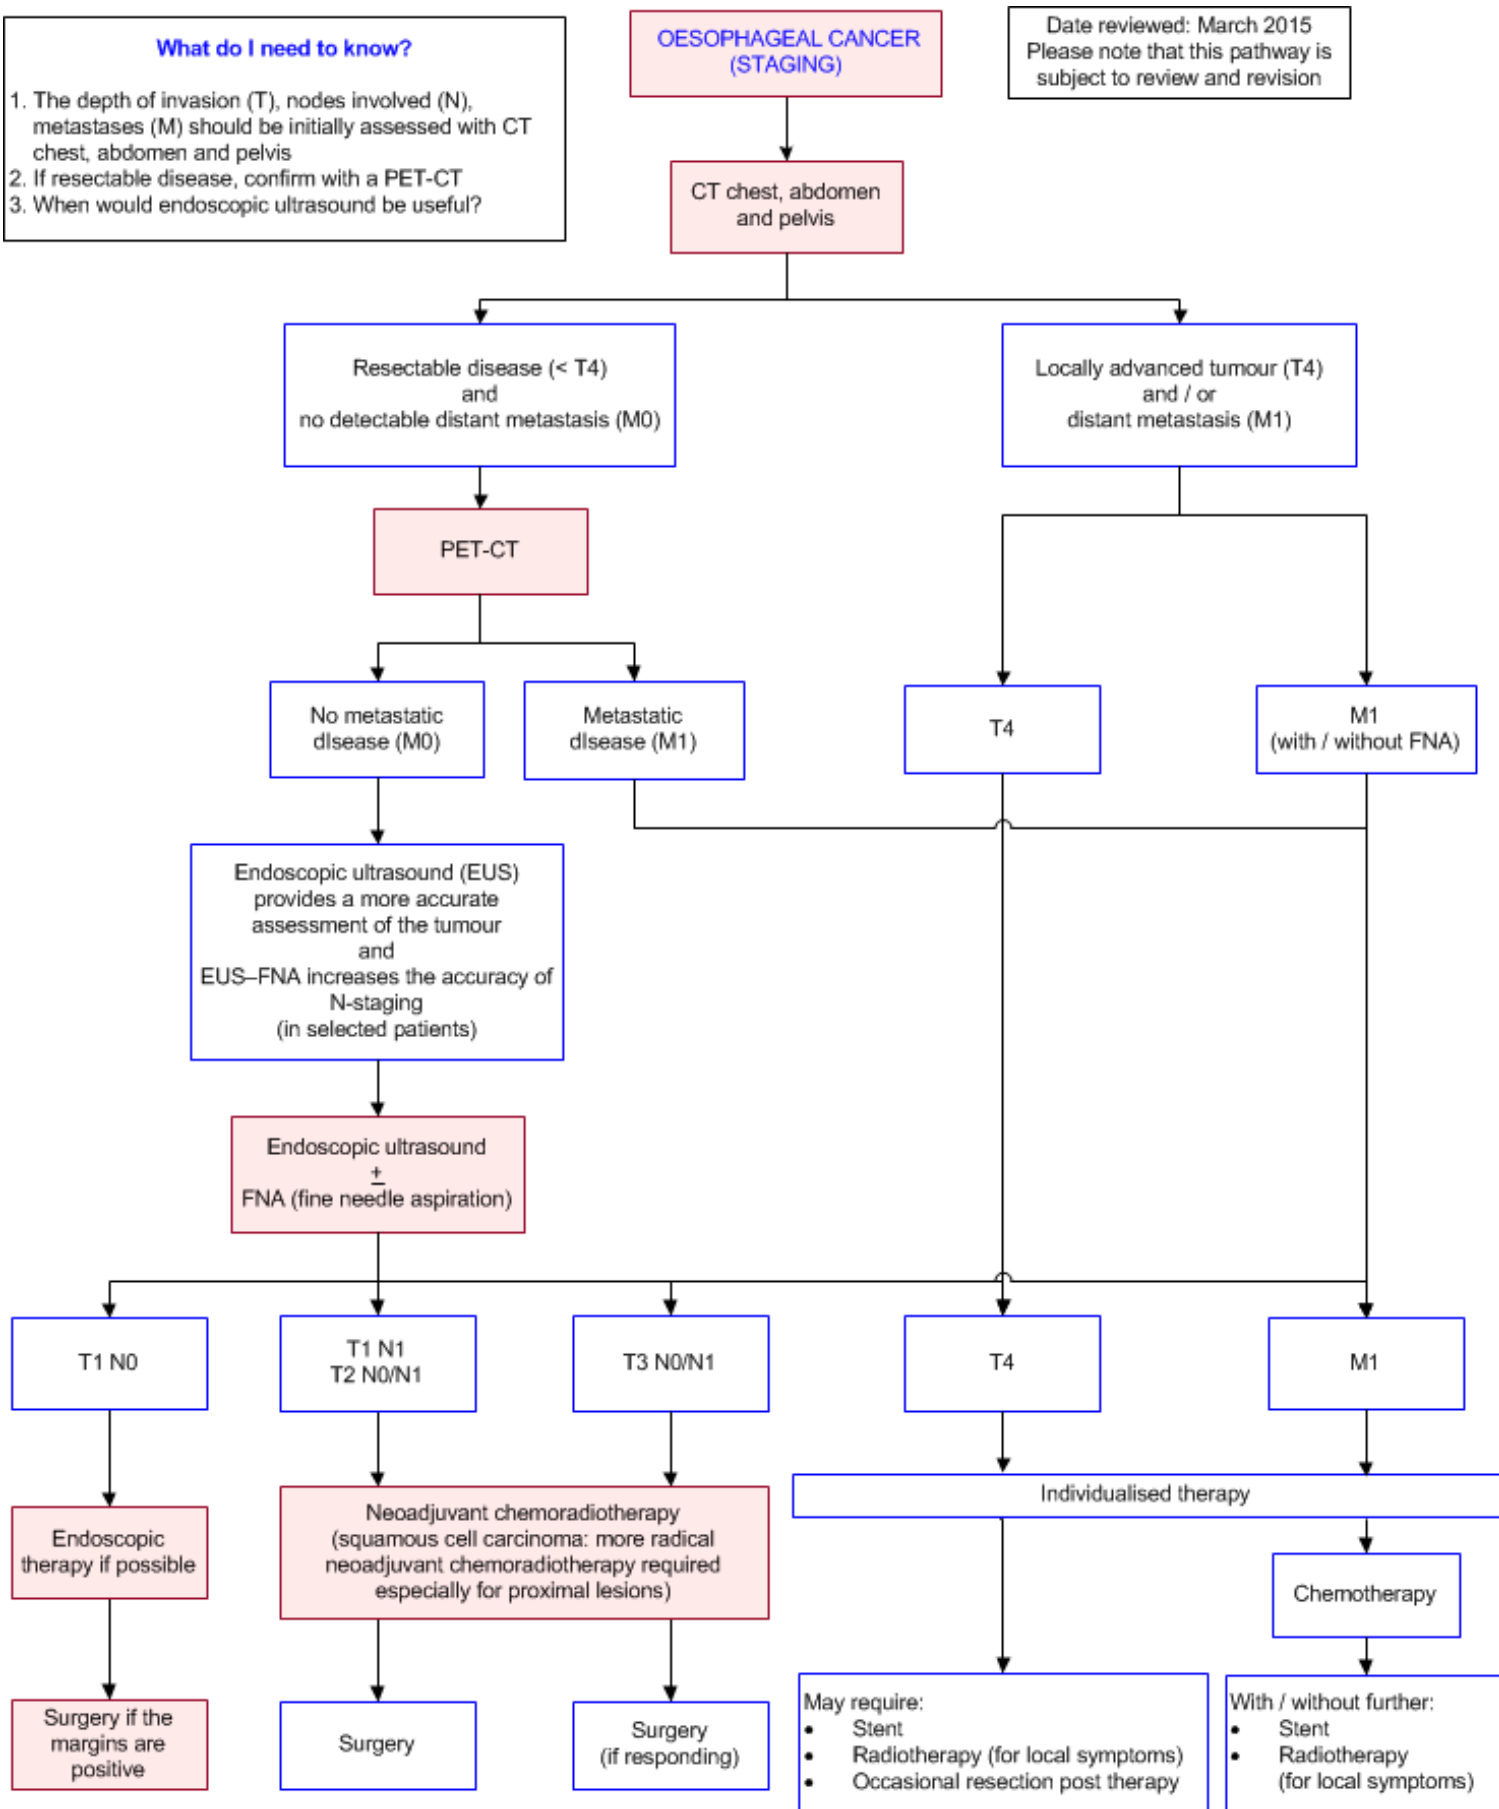 What do I need to know?
1. The depth of invasion (T), nodes involved (N),
metastases (M) should be initially assessed with CT
chest, abdomen and pelvis
2. If resectable disease, confirm with a PET-CT
3. When would endoscopic ultrasound be useful?
OESOPHAGEAL CANCER
(STAGING)
Date reviewed: March 2015
Please note that this pathway is
subject to review and revision
CT chest, abdomen
and pelvis
Resectable disease (< T4)
and
no detectable distant metastasis (M0)
Locally advanced tumour (T4)
and / or
distant metastasis (M1)
PET-CT
No metastatic
dIsease (M0)
Metastatic
dIsease (M1)
T4
M1
(with / without FNA)
Endoscopic ultrasound (EUS)
provides a more accurate
assessment of the tumour
and
EUS–FNA increases the accuracy of
N-staging
(in selected patients)
Endoscopic ultrasound
±
FNA (fine needle aspiration)
T1 N0
T1 N1
T2 N0/N1
T3 N0/N1
T4
M1
Endoscopic
therapy if possible
Neoadjuvant chemoradiotherapy
(squamous cell carcinoma: more radical
neoadjuvant chemoradiotherapy required
especially for proximal lesions)
Individualised therapy
Chemotherapy
Surgery if the
margins are
positive
Surgery
Surgery
(if responding)
May require:
• Stent
• Radiotherapy (for local symptoms)
• Occasional resection post therapy
With / without further:
• Stent
• Radiotherapy
(for local symptoms)